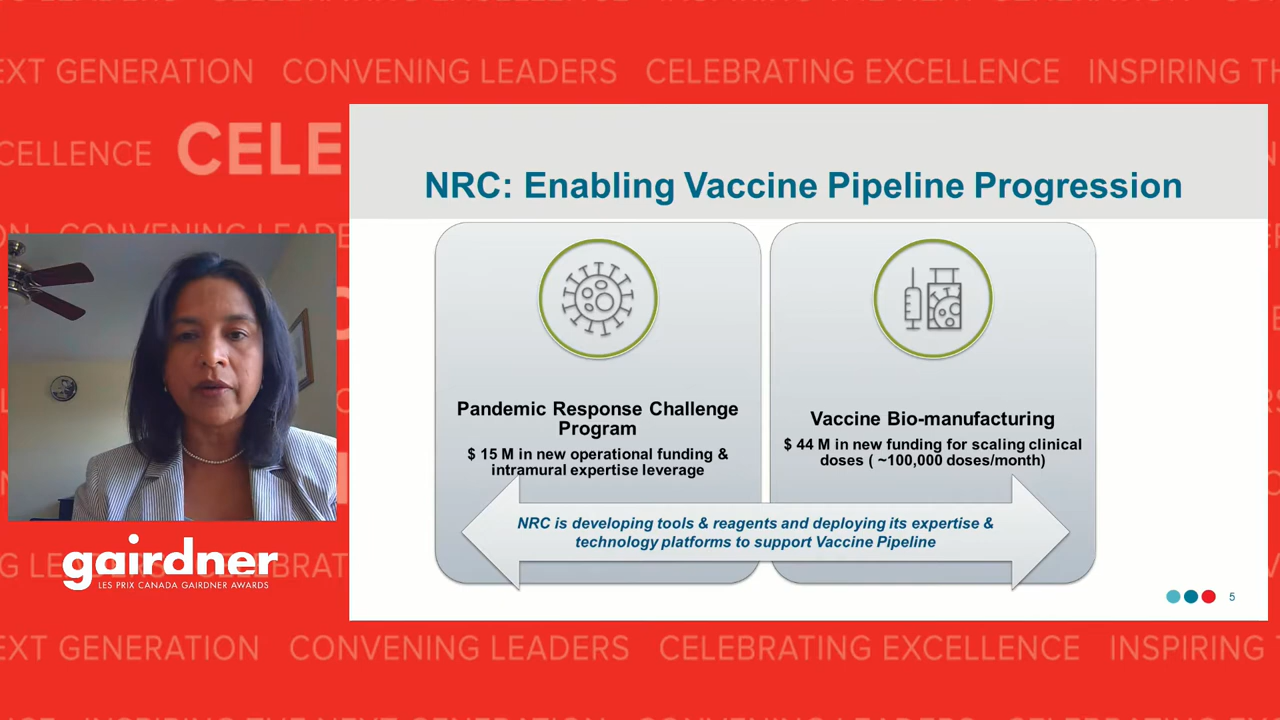 EXT GENERATION CONVENING LEADERS CELEBRATING EXCELLENCE INSPIRING TH
CELLENCE CELE
NRC: Enabling Vaccine Pipeline Progression
Pandemic Response Challenge
Program
$ 15 M in new operational funding &
intramural expertise leverage
Vaccine Bio-manufacturing
$ 44 M in new funding for scaling clinical
doses ( ~100,000 doses/month)
NRC is developing tools & reagents and deploying its expertise &
technology platforms to support Vaccine Pipeline
5
gairdner
LES PRIX CANADA GAIRDNER AWARDS
EXT GENERATION CONVENING LEADERS CELEBRATING EXCELLENCE INSPIRING